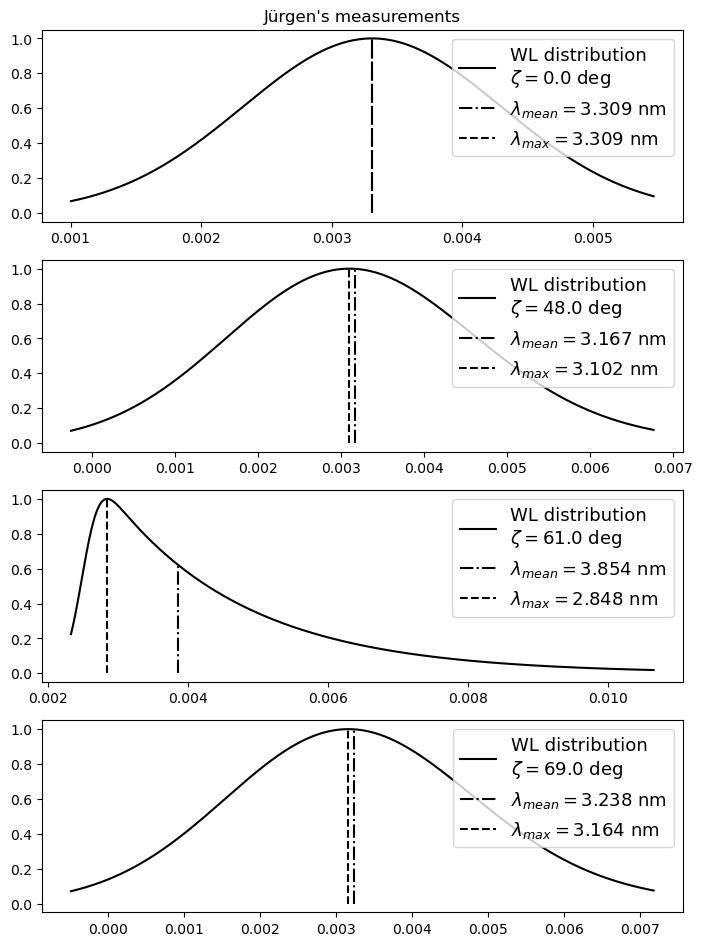 Jürgen's measurements
1.0
0.8
0.6
0.4
0.2
0.0
WL distribution
ζ = 0.0 deg
λmean = 3.309 nm
λmax = 3.309 nm
0.001 0.002 0.003 0.004 0.005
1.0
0.8
0.6
0.4
0.2
0.0
WL distribution
ζ = 48.0 deg
λmean = 3.167 nm
λmax = 3.102 nm
0.000 0.001 0.002 0.003 0.004 0.005 0.006 0.007
1.0
0.8
0.6
0.4
0.2
0.0
WL distribution
ζ = 61.0 deg
λmean = 3.854 nm
λmax = 2.848 nm
0.002 0.004 0.006 0.008 0.010
1.0
0.8
0.6
0.4
0.2
0.0
WL distribution
ζ = 69.0 deg
λmean = 3.238 nm
λmax = 3.164 nm
0.000 0.001 0.002 0.003 0.004 0.005 0.006 0.007